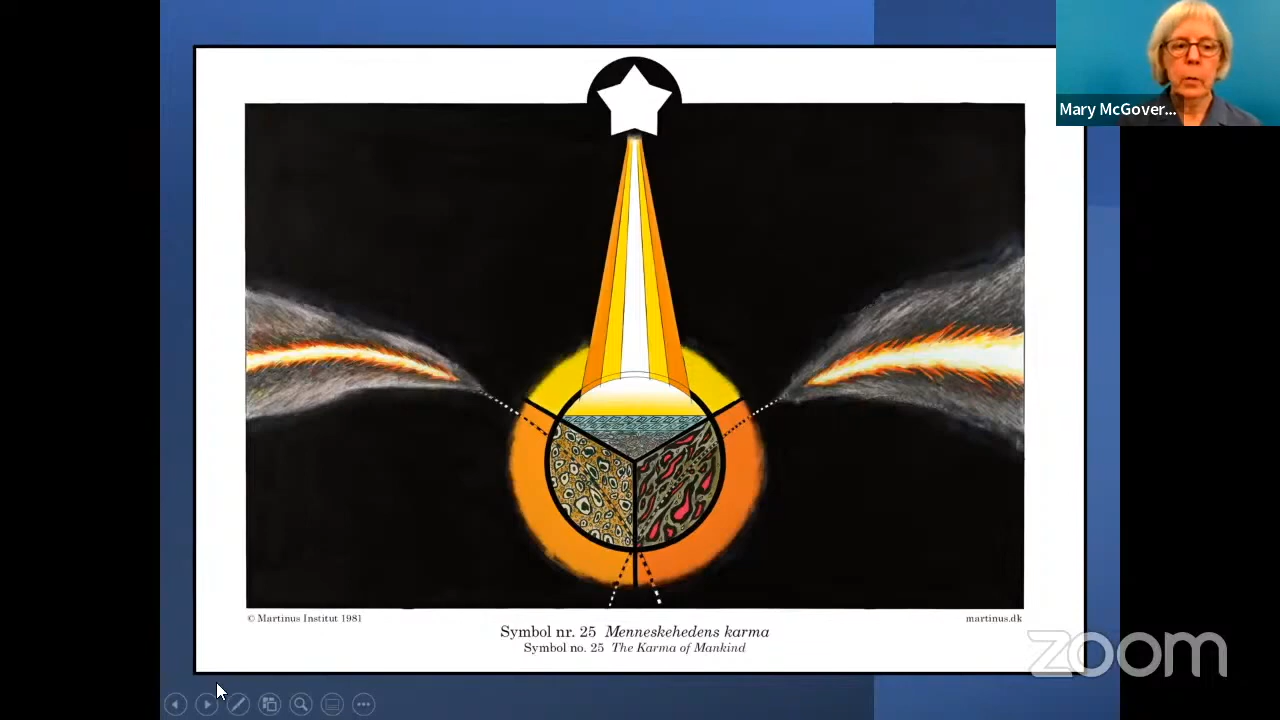 Mary McGover...
© Martinus Institut 1981
martinus.dk
Symbol nr. 25 Menneskehedens karma
Symbol no. 25 The Karma of Mankind
zoom